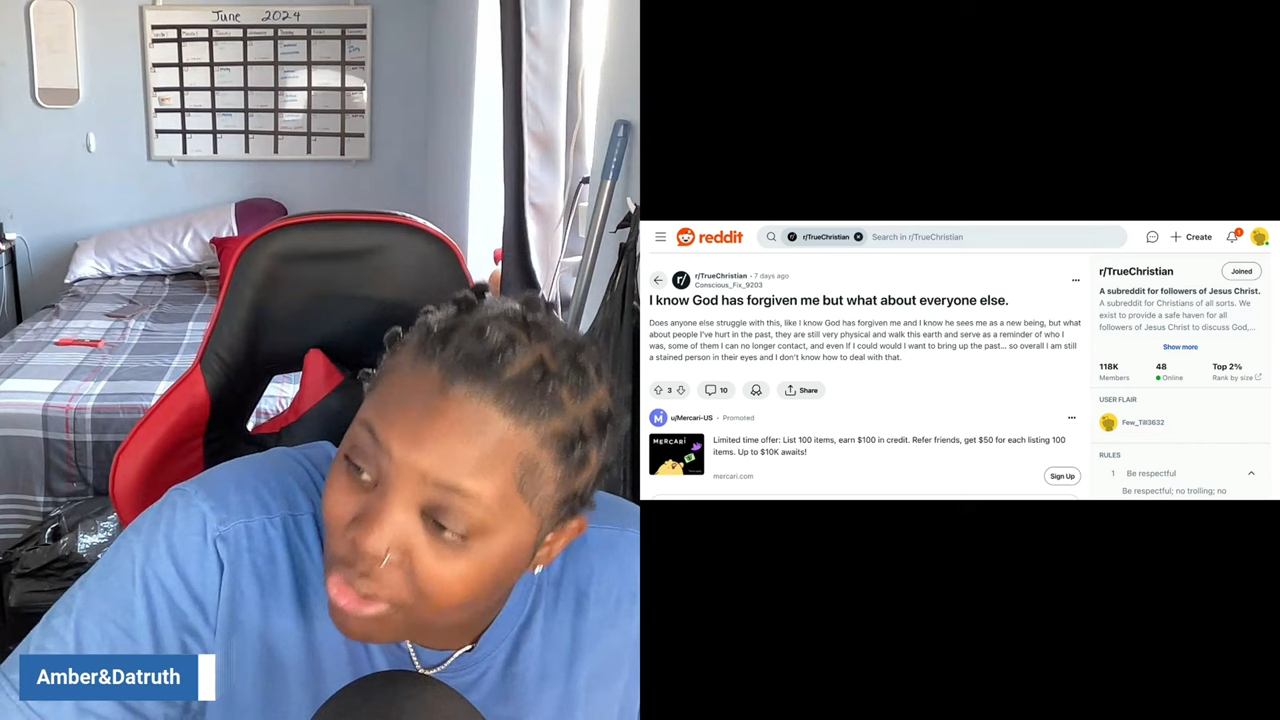 June 2024
Amber&Datruth
reddit
r/TrueChristian
Search in r/TrueChristian
Create
r/TrueChristian • 7 days ago
Conscious_Fix_9203
I know God has forgiven me but what about everyone else.
Does anyone else struggle with this, like I know God has forgiven me and I know he sees me as a new being, but what
about people I've hurt in the past, they are still very physical and walk this earth and serve as a reminder of who I
was, some of them I can no longer contact, and even If I could would I want to bring up the past... so overall I am still
a stained person in their eyes and I don't know how to deal with that.
3
10
Share
u/Mercari-US • Promoted
MERCARI
Limited time offer: List 100 items, earn $100 in credit. Refer friends, get $50 for each listing 100
items. Up to $10K awaits!
mercari.com
Sign Up
r/TrueChristian
Joined
A subreddit for followers of Jesus Christ.
A subreddit for Christians of all sorts. We
exist to provide a safe haven for all
followers of Jesus Christ to discuss God,...
Show more
118K 48 Top 2%
Members Online Rank by size
USER FLAIR
Few_Till3632
RULES
1 Be respectful
Be respectful; no trolling; no